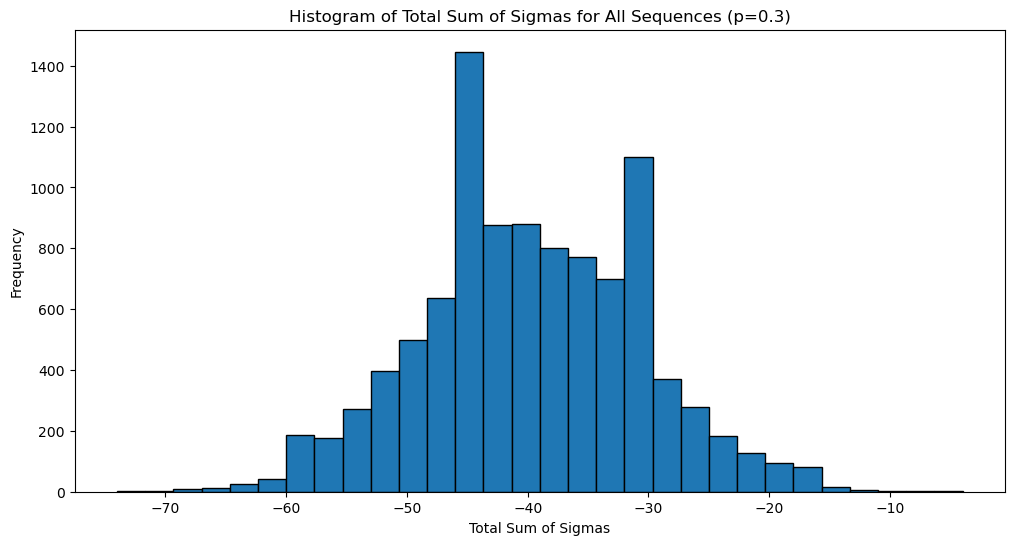 Histogram of Total Sum of Sigmas for All Sequences (p=0.3)
1400
1200
1000
800
600
400
200
0
Frequency
−70 −60 −50 −40 −30 −20 −10
Total Sum of Sigmas